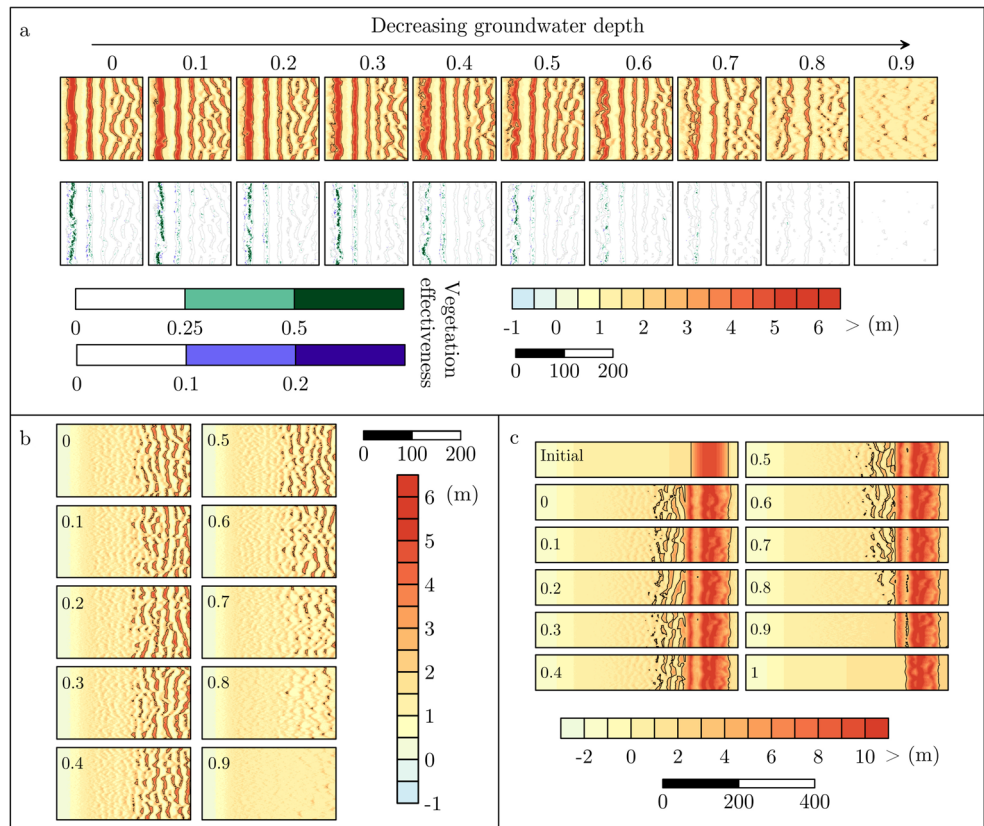 a
Decreasing groundwater depth
0 0.1 0.2 0.3 0.4 0.5 0.6 0.7 0.8 0.9
0 0.25 0.5
0 0.1 0.2
Vegetation
effectiveness
-1 0 1 2 3 4 5 6 > (m)
0 100 200
b
0
0.1
0.2
0.3
0.4
0.5
0.6
0.7
0.8
0.9
0 100 200
(m)
6
5
4
3
2
1
0
-1
c
Initial
0
0.1
0.2
0.3
0.4
0.5
0.6
0.7
0.8
0.9
1
-2 0 2 4 6 8 10 > (m)
0 200 400